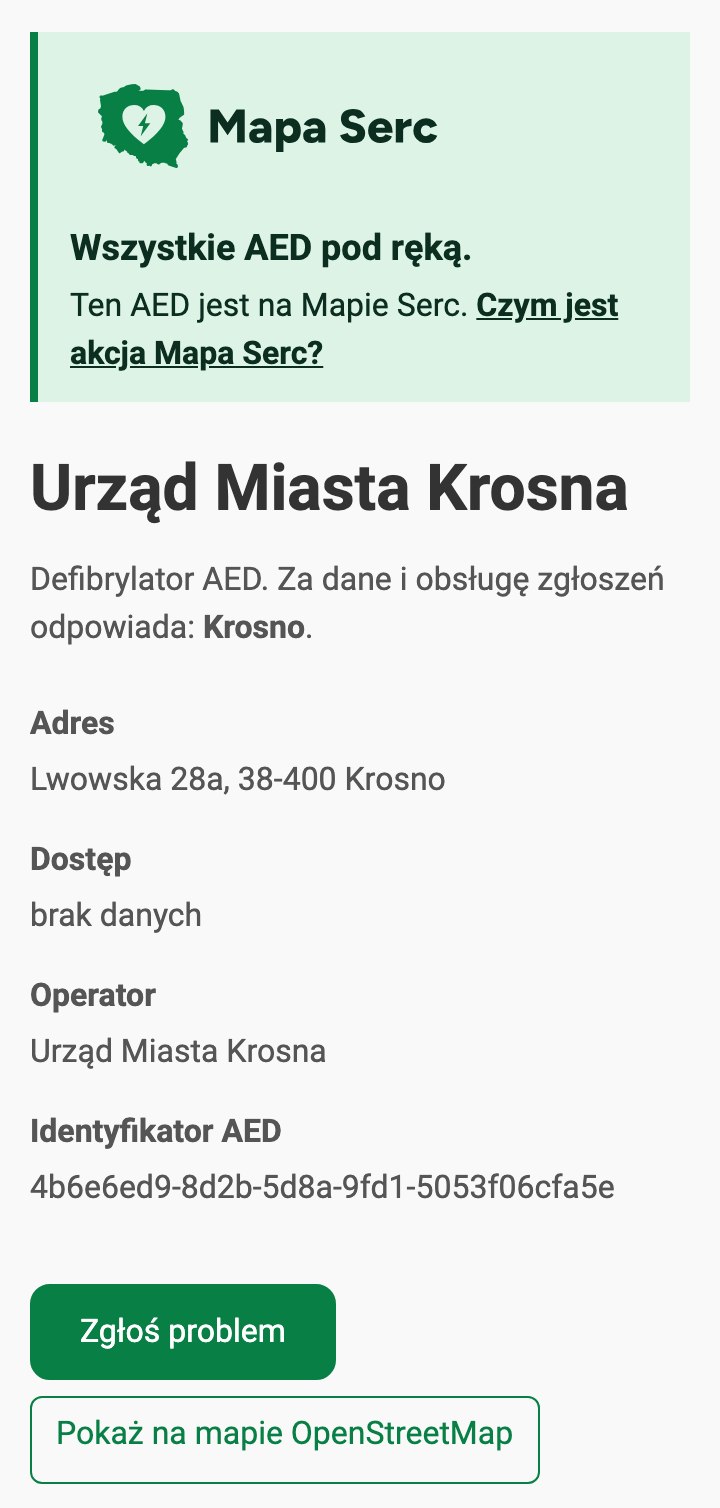 Mapa Serc
Wszystkie AED pod ręką.
Ten AED jest na Mapie Serc. Czym jest
akcja Mapa Serc?
Urząd Miasta Krosna
Defibrylator AED. Za dane i obsługę zgłoszeń
odpowiada: Krosno.
Adres
Lwowska 28a, 38-400 Krosno
Dostęp
brak danych
Operator
Urząd Miasta Krosna
Identyfikator AED
4b6e6ed9-8d2b-5d8a-9fd1-5053f06cfa5e
Zgłoś problem
Pokaż na mapie OpenStreetMap